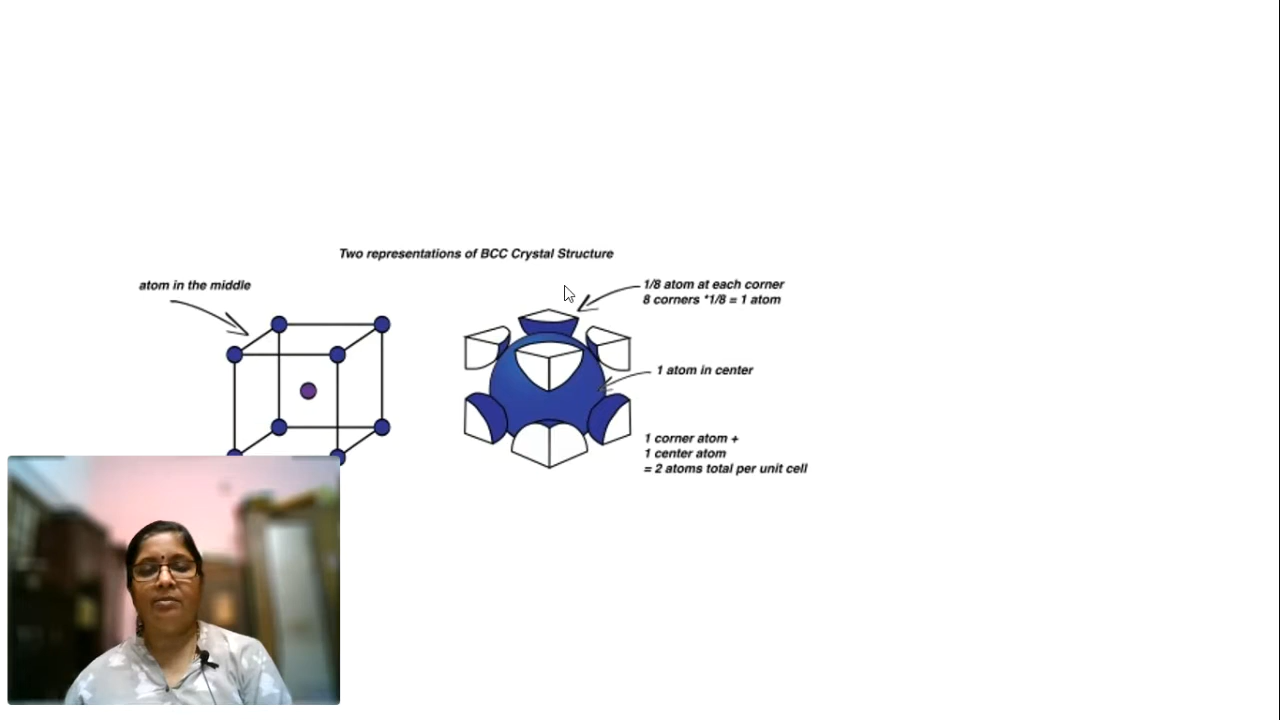 Two representations of BCC Crystal Structure
atom in the middle
1/8 atom at each corner
8 corners *1/8 = 1 atom
1 atom in center
1 corner atom +
1 center atom
= 2 atoms total per unit cell